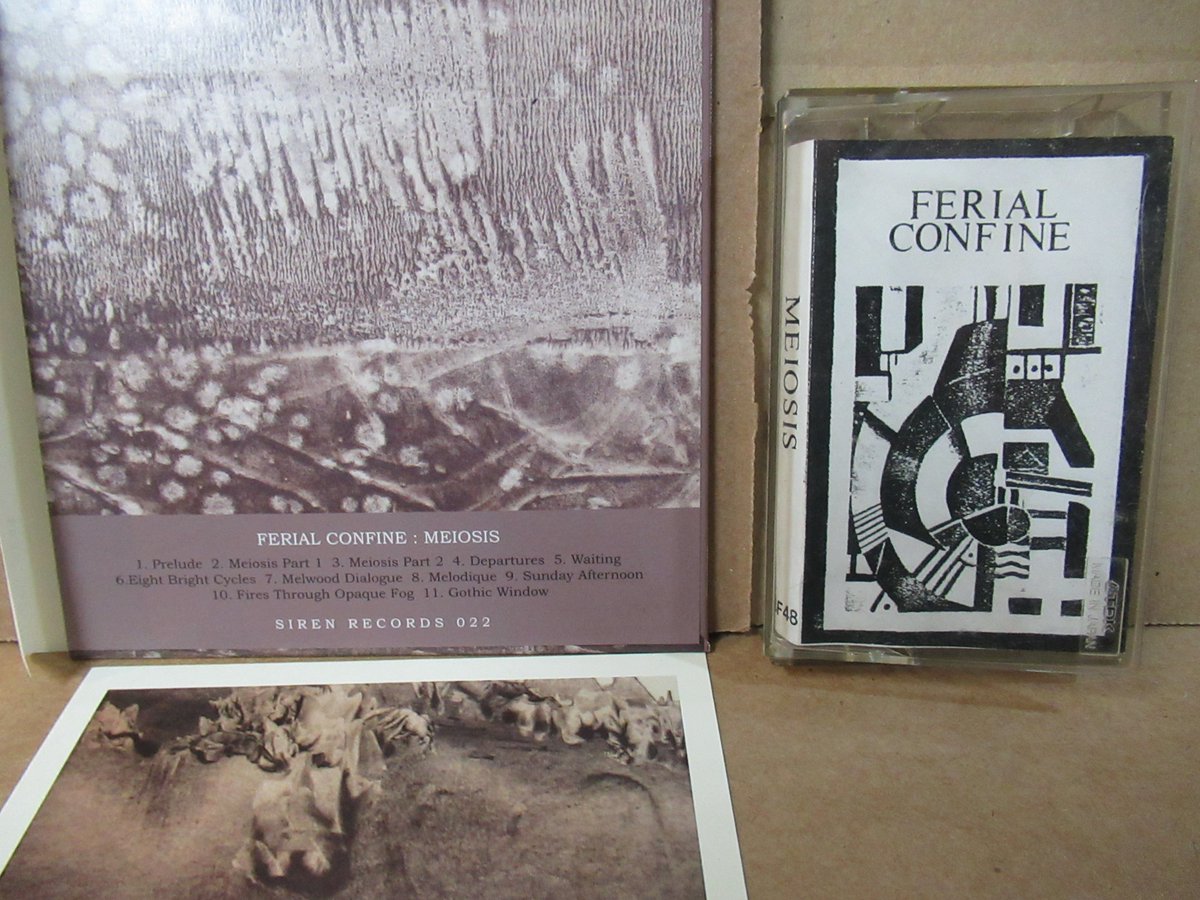 FERIAL CONFINE : MEIOSIS
1. Prelude 2. Meiosis Part 1 3. Meiosis Part 2 4. Departures 5. Waiting
6.Eight Bright Cycles 7. Melwood Dialogue 8. Melodique 9. Sunday Afternoon
10. Fires Through Opaque Fog 11. Gothic Window
SIREN RECORDS 022
FERIAL
CONFINE
MEIOSIS
F48
MADE IN